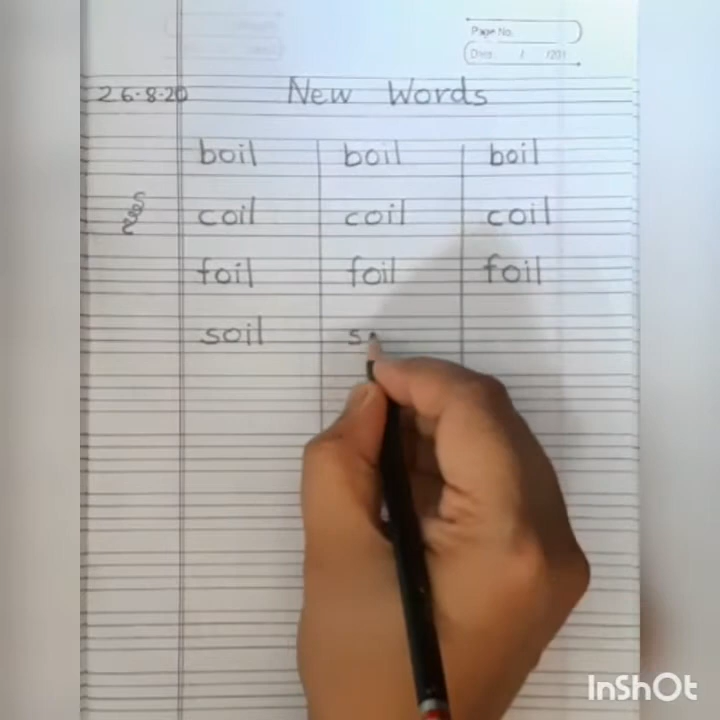 Page No.
Date / /201
26.8.20 New Words
boil boil boil
coil coil coil
foil foil foil
soil s
InShOt